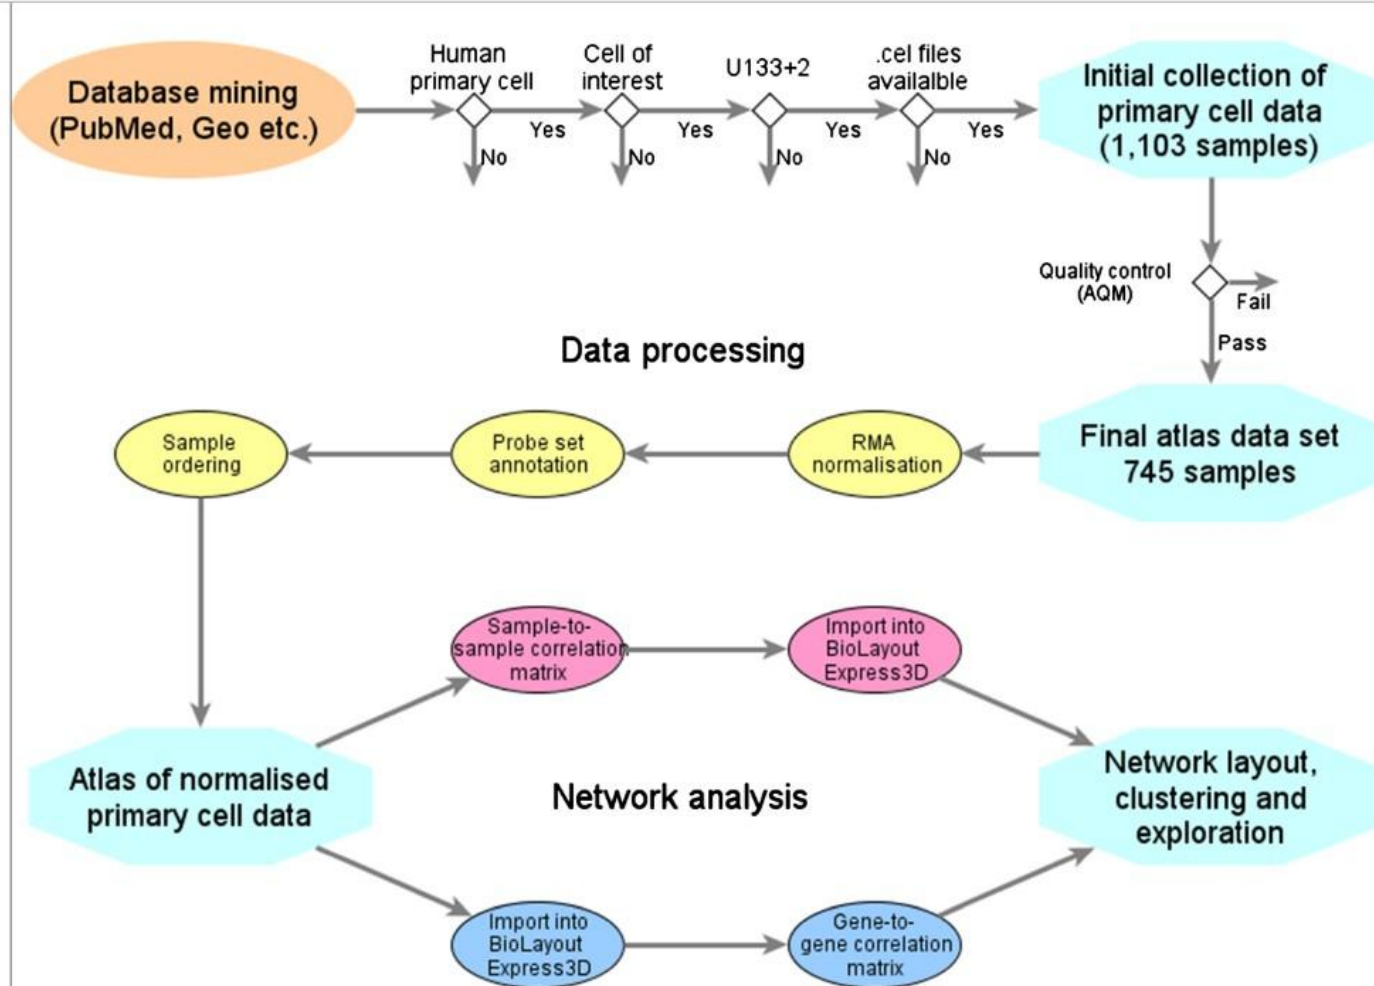 Database mining
(PubMed, Geo etc.)
Human
primary cell
Yes
No
Cell of
interest
Yes
No
U133+2
Yes
No
.cel files
availalble
Yes
No
Initial collection of
primary cell data
(1,103 samples)
Quality control
(AQM)
Fail
Pass
Data processing
Final atlas data set
745 samples
RMA
normalisation
Probe set
annotation
Sample
ordering
Atlas of normalised
primary cell data
Sample-to-
sample correlation
matrix
Import into
BioLayout
Express3D
Network analysis
Import into
BioLayout
Express3D
Gene-to-
gene correlation
matrix
Network layout,
clustering and
exploration